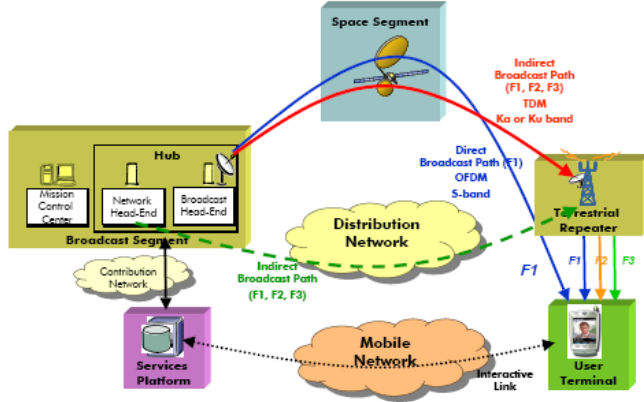 Space Segment
Indirect
Broadcast Path
(F1, F2, F3)
TDM
Ka or Ku band
Hub
Mission
Control
Center
Network
Head-End
Broadcast
Head-End
Broadcast Segment
Direct
Broadcast Path (F1)
OFDM
S-band
Terrestrial
Repeater
Distribution
Network
Contribution
Network
Indirect
Broadcast Path
(F1, F2, F3)
F1
F1
F2
F3
Services
Platform
Mobile
Network
Interactive
Link
User
Terminal